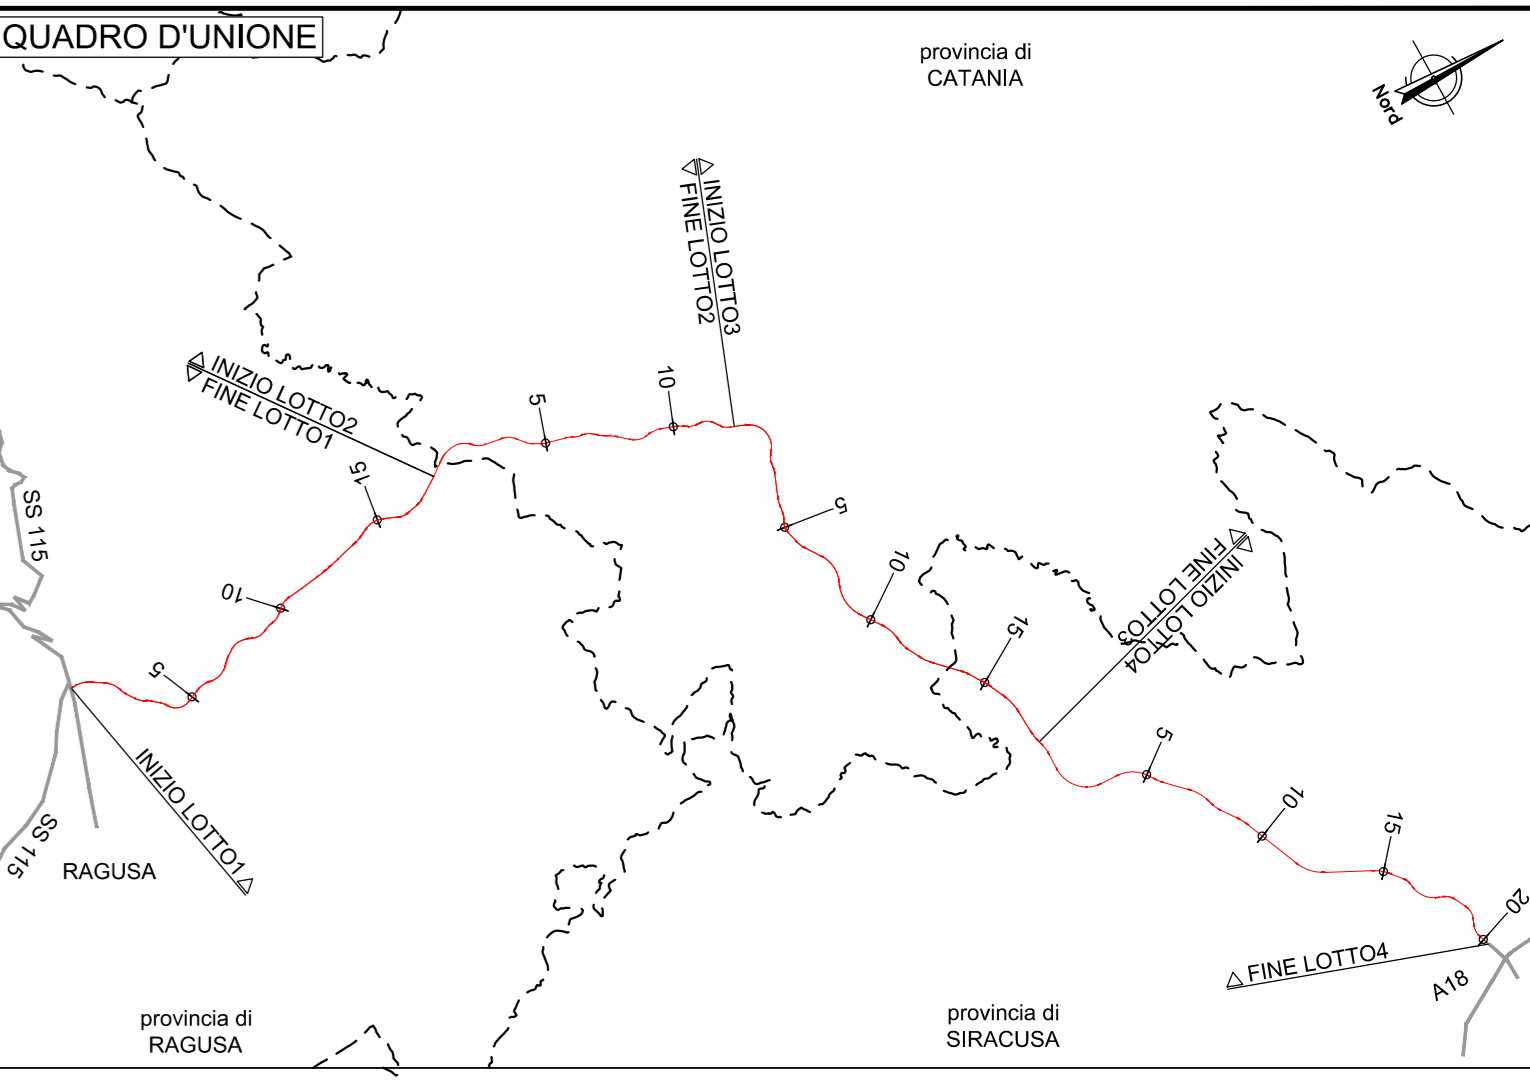 QUADRO D'UNIONE
provincia di
CATANIA
Nord
INIZIO LOTTO3
FINE LOTTO2
INIZIO LOTTO2
FINE LOTTO1
5
10
15
5
10
SS 115
10
5
15
FINE LOTTO3
INIZIO LOTTO4
5
INIZIO LOTTO1
SS 115
RAGUSA
10
15
20
FINE LOTTO4
A18
provincia di
RAGUSA
provincia di
SIRACUSA